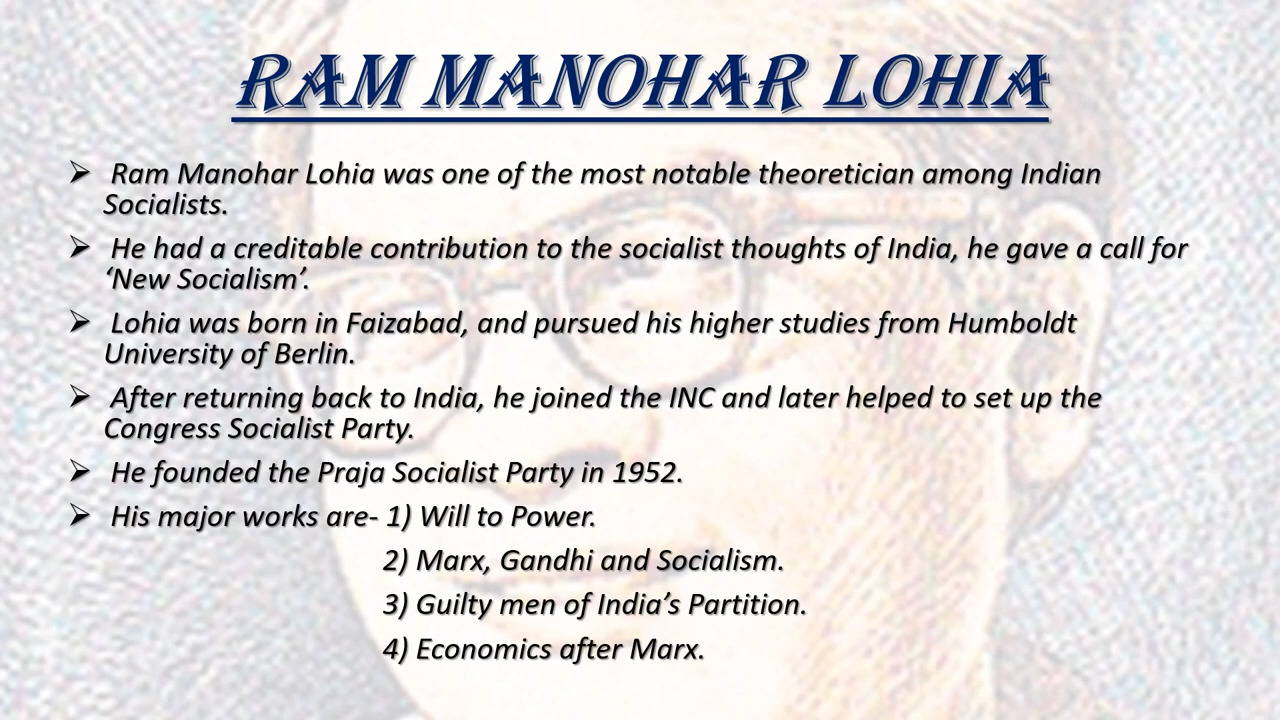 RAM MANOHAR LOHIA
➢ Ram Manohar Lohia was one of the most notable theoretician among Indian
Socialists.
➢ He had a creditable contribution to the socialist thoughts of India, he gave a call for
‘New Socialism’.
➢ Lohia was born in Faizabad, and pursued his higher studies from Humboldt
University of Berlin.
➢ After returning back to India, he joined the INC and later helped to set up the
Congress Socialist Party.
➢ He founded the Praja Socialist Party in 1952.
➢ His major works are- 1) Will to Power.
2) Marx, Gandhi and Socialism.
3) Guilty men of India’s Partition.
4) Economics after Marx.